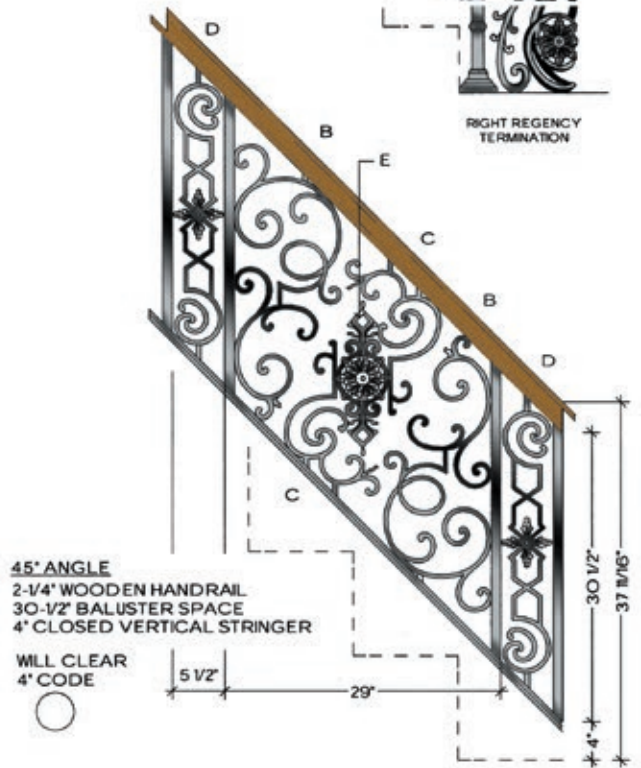 RIGHT REGENCY
TERMINATION
D
B
E
C
B
D
C
45° ANGLE
2-1/4" WOODEN HANDRAIL
30-1/2" BALUSTER SPACE
4" CLOSED VERTICAL STRINGER
WILL CLEAR
4" CODE
5 1/2"
29"
30 1/2"
37 11/16"
4"